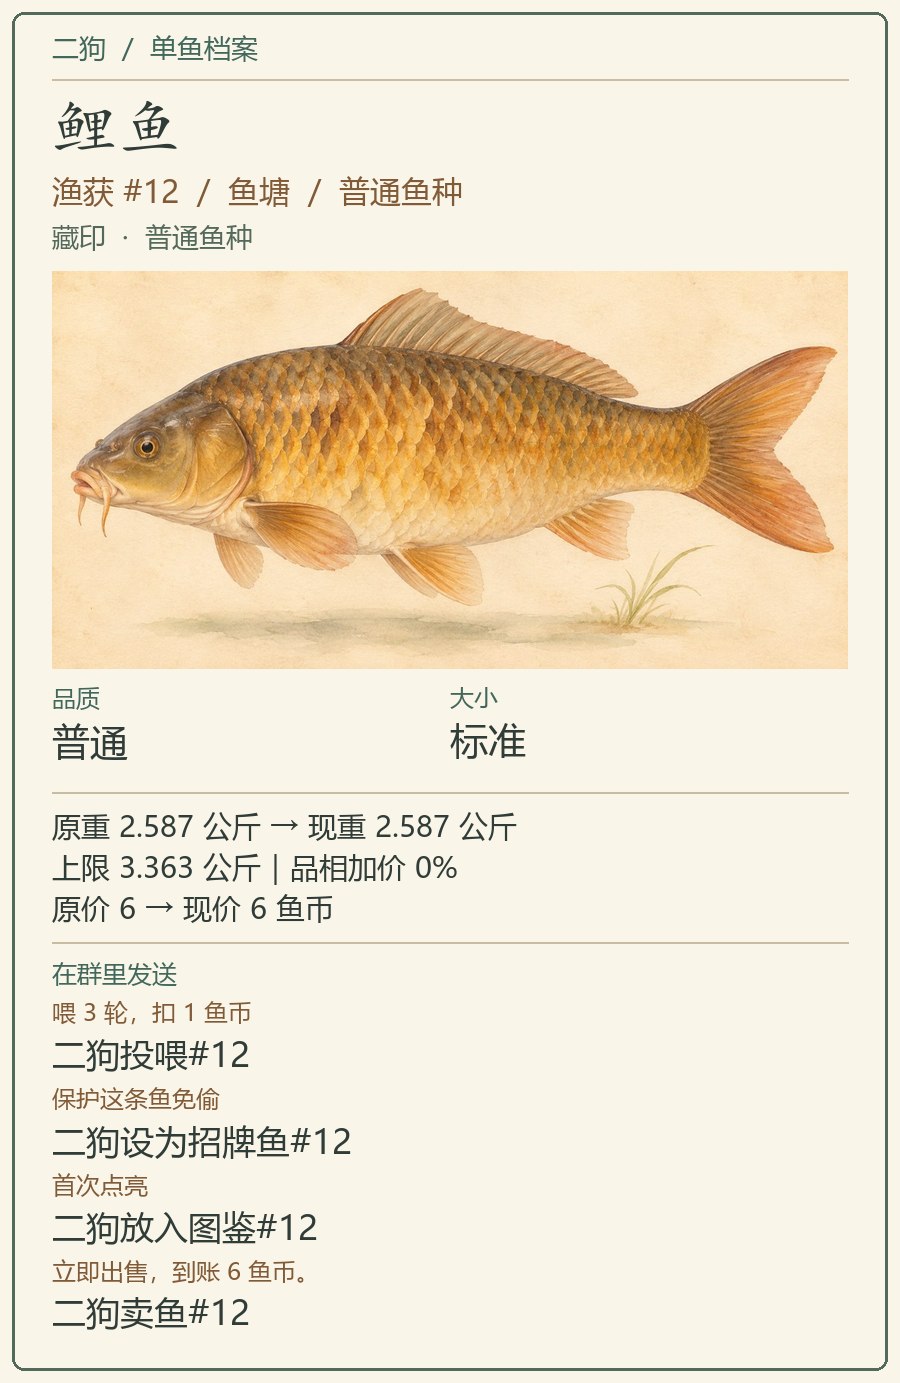 二狗 / 单鱼档案
鲤鱼
渔获 #12 / 鱼塘 / 普通鱼种
藏印 · 普通鱼种
品质
大小
普通
标准
原重 2.587 公斤 → 现重 2.587 公斤
上限 3.363 公斤 | 品相加价 0%
原价 6 → 现价 6 鱼币
在群里发送
喂 3 轮，扣 1 鱼币
二狗投喂#12
保护这条鱼免偷
二狗设为招牌鱼#12
首次点亮
二狗放入图鉴#12
立即出售，到账 6 鱼币。
二狗卖鱼#12